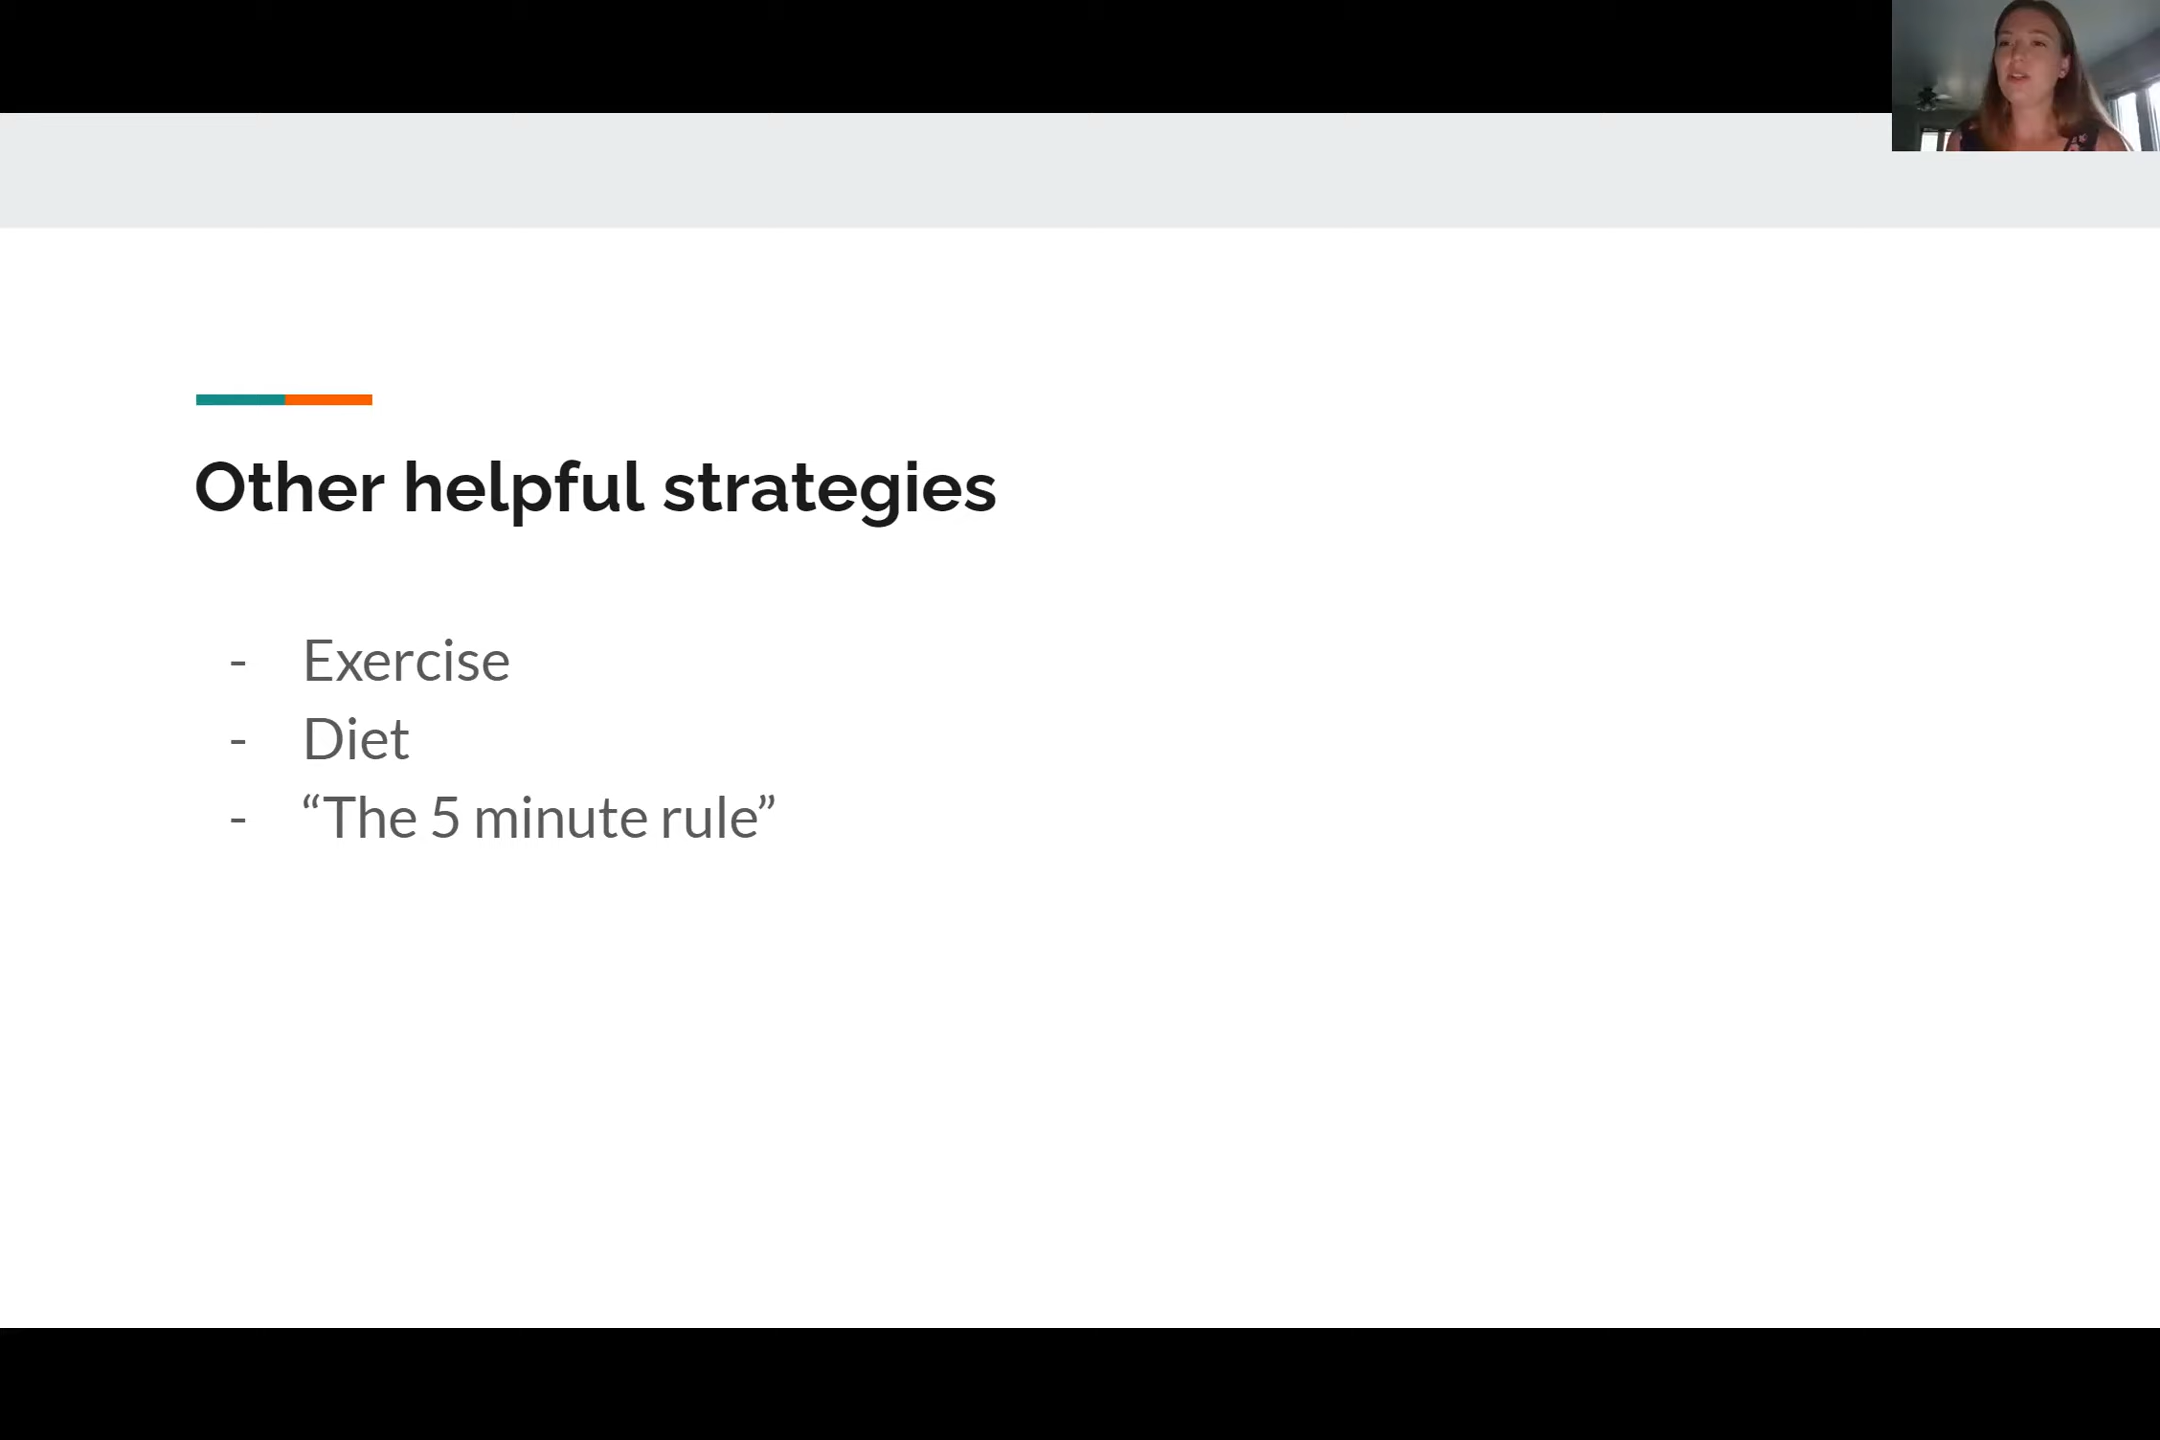 Other helpful strategies
- Exercise
- Diet
- “The 5 minute rule”